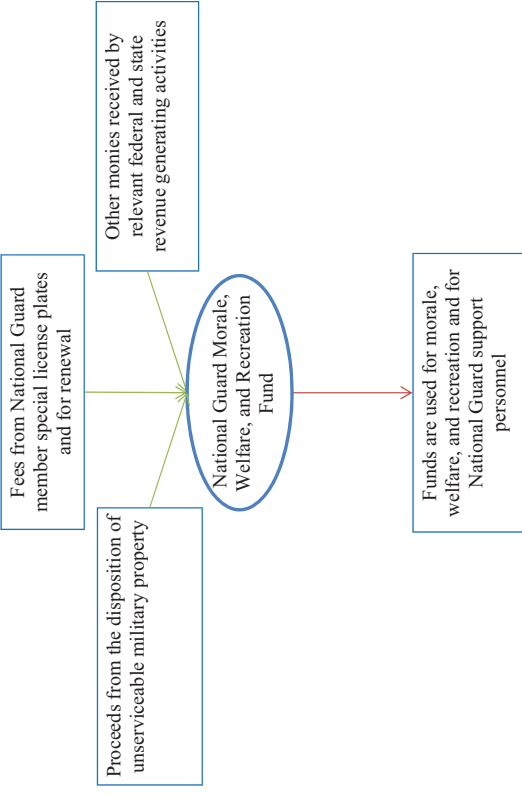 Fees from National Guard
member special license plates
and for renewal
Proceeds from the disposition of
unserviceable military property
Other monies received by
relevant federal and state
revenue generating activities
National Guard Morale,
Welfare, and Recreation
Fund
Funds are used for morale,
welfare, and recreation and for
National Guard support
personnel